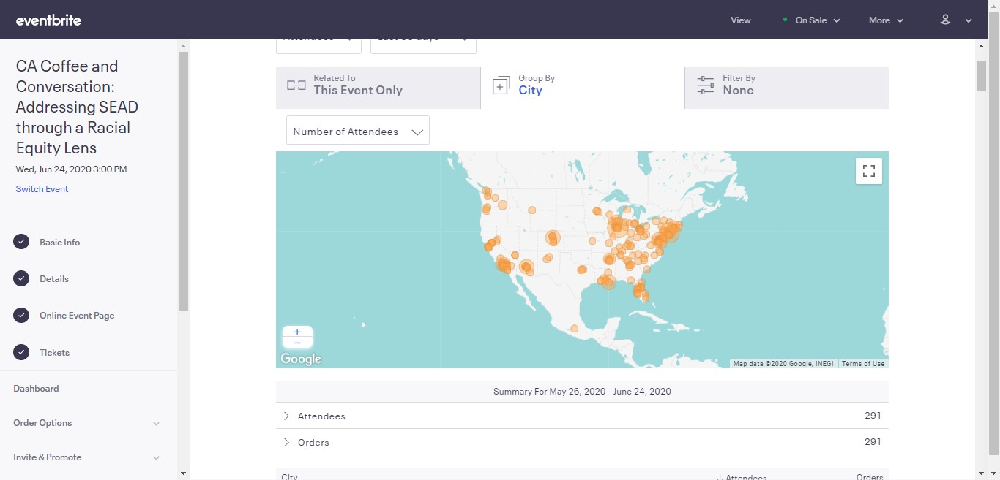 eventbrite
View
On Sale
More
CA Coffee and
Conversation:
Addressing SEAD
through a Racial
Equity Lens
Wed, Jun 24, 2020 3:00 PM
Switch Event
Basic Info
Details
Online Event Page
Tickets
Dashboard
Order Options
Invite & Promote
Attendees
Related To
This Event Only
Group By
City
Filter By
None
Number of Attendees
+
−
Google
Map data ©2020 Google, INEGI
Terms of Use
Summary For May 26, 2020 - June 24, 2020
Attendees 291
Orders 291
City
Attendees
Orders